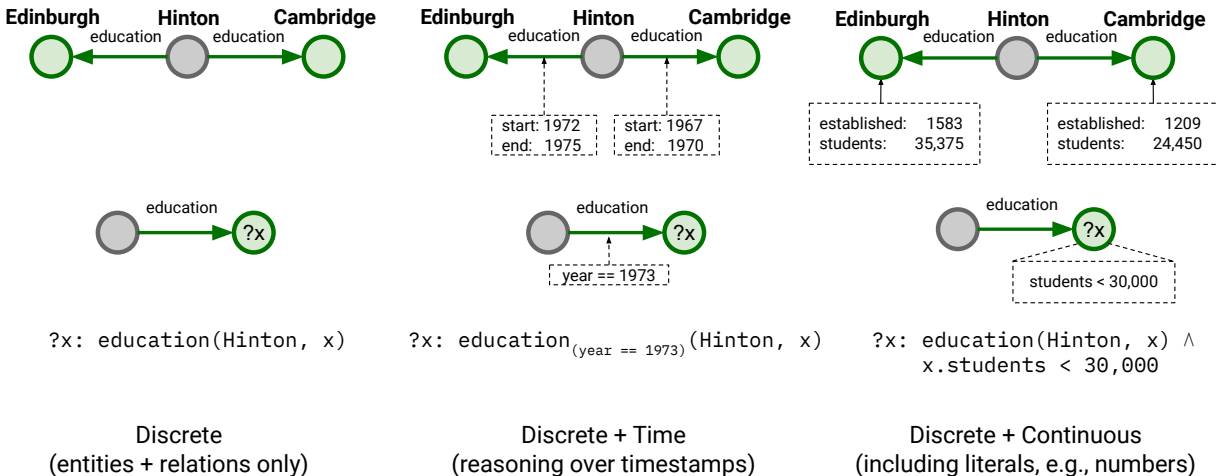 Edinburgh Hinton Cambridge
education education
?x
education
?x: education(Hinton, x)
Discrete
(entities + relations only)
Edinburgh Hinton Cambridge
education education
start: 1972
end: 1975
start: 1967
end: 1970
education
?x
year == 1973
?x: education(year == 1973)(Hinton, x)
Discrete + Time
(reasoning over timestamps)
Edinburgh Hinton Cambridge
education education
established: 1583
students: 35,375
established: 1209
students: 24,450
education
?x
students < 30,000
?x: education(Hinton, x) ∧
x.students < 30,000
Discrete + Continuous
(including literals, e.g., numbers)